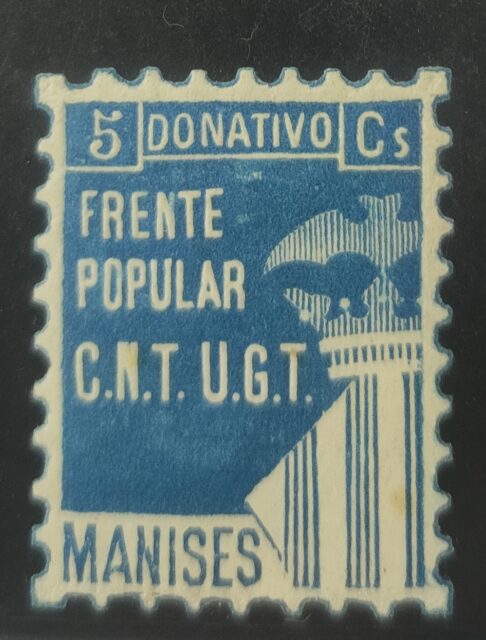 5 DONATIVO Cs
FRENTE
POPULAR
C.N.T. U.G.T.
MANISES